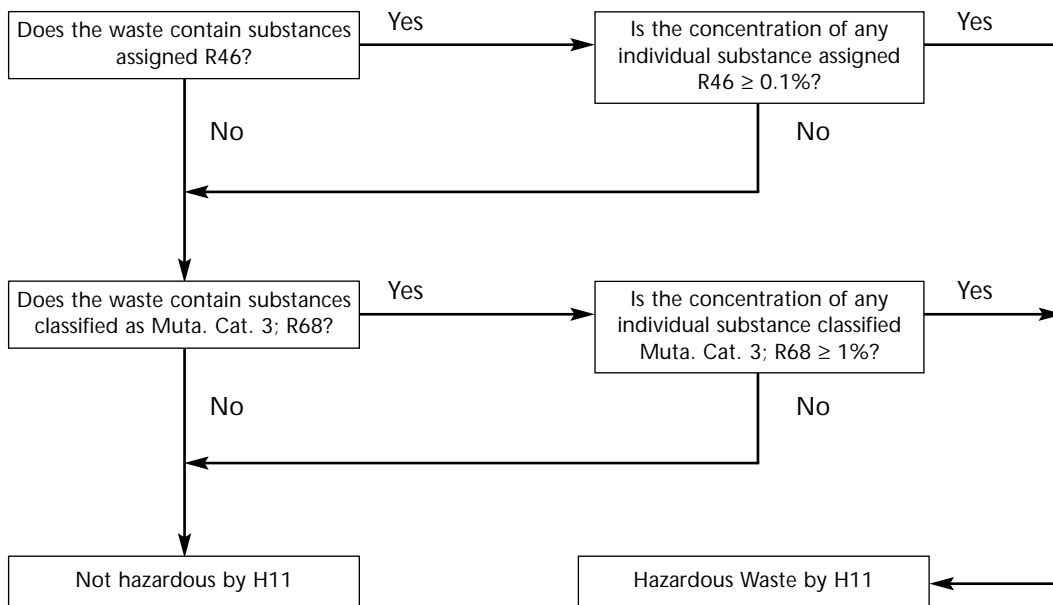 Does the waste contain substances
assigned R46?
Yes
Is the concentration of any
individual substance assigned
R46 ≥ 0.1%?
Yes
No
No
Does the waste contain substances
classified as Muta. Cat. 3; R68?
Yes
Is the concentration of any
individual substance classified
Muta. Cat. 3; R68 ≥ 1%?
Yes
No
No
Not hazardous by H11
Hazardous Waste by H11